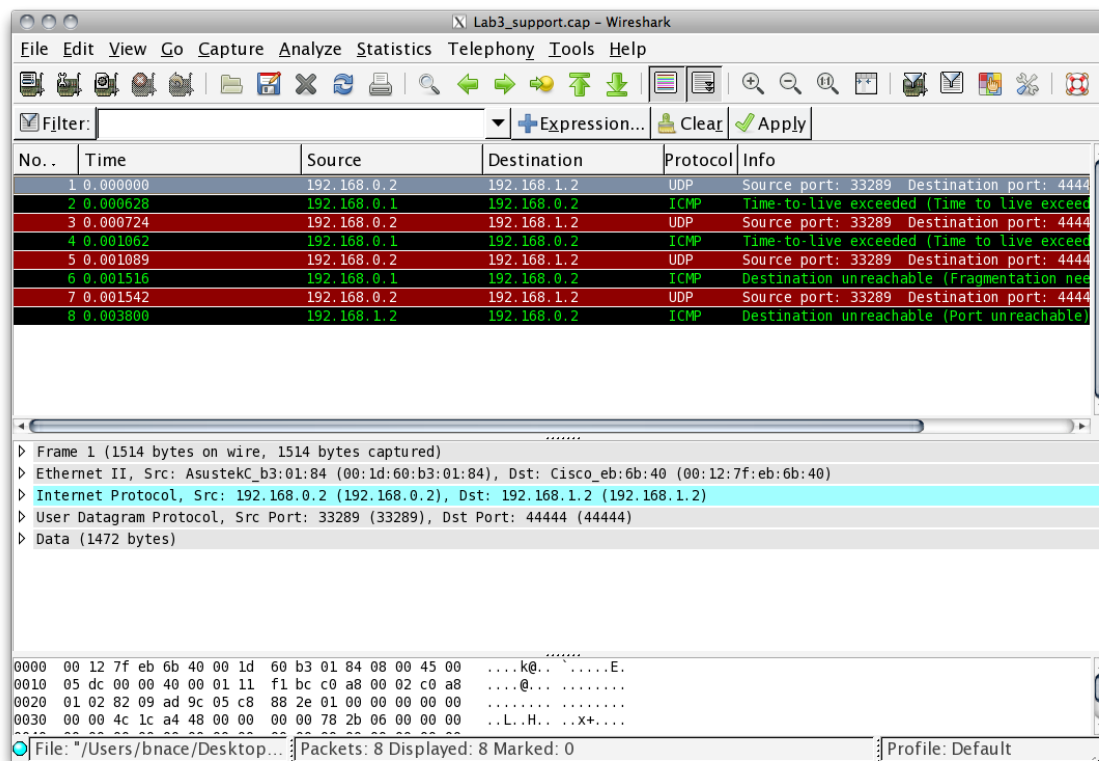 Lab3_support.cap – Wireshark
File Edit View Go Capture Analyze Statistics Telephony Tools Help
Filter: Expression... Clear Apply
No. . Time Source Destination Protocol Info
1 0.000000 192.168.0.2 192.168.1.2 UDP Source port: 33289 Destination port: 4444
2 0.000628 192.168.0.1 192.168.0.2 ICMP Time-to-live exceeded (Time to live exceed
3 0.000724 192.168.0.2 192.168.1.2 UDP Source port: 33289 Destination port: 4444
4 0.001062 192.168.0.1 192.168.0.2 ICMP Time-to-live exceeded (Time to live exceed
5 0.001089 192.168.0.2 192.168.1.2 UDP Source port: 33289 Destination port: 4444
6 0.001516 192.168.0.1 192.168.0.2 ICMP Destination unreachable (Fragmentation nee
7 0.001542 192.168.0.2 192.168.1.2 UDP Source port: 33289 Destination port: 4444
8 0.003800 192.168.1.2 192.168.0.2 ICMP Destination unreachable (Port unreachable)
Frame 1 (1514 bytes on wire, 1514 bytes captured)
Ethernet II, Src: AsustekC_b3:01:84 (00:1d:60:b3:01:84), Dst: Cisco_eb:6b:40 (00:12:7f:eb:6b:40)
Internet Protocol, Src: 192.168.0.2 (192.168.0.2), Dst: 192.168.1.2 (192.168.1.2)
User Datagram Protocol, Src Port: 33289 (33289), Dst Port: 44444 (44444)
Data (1472 bytes)
0000 00 12 7f eb 6b 40 00 1d 60 b3 01 84 08 00 45 00 ....k@.. `.....E.
0010 05 dc 00 00 40 00 01 11 f1 bc c0 a8 00 02 c0 a8 ....@... ........
0020 01 02 82 09 ad 9c 05 c8 88 2e 01 00 00 00 00 00 ........ ........
0030 00 00 4c 1c a4 48 00 00 00 00 78 2b 06 00 00 00 ..L..H.. ..x+....
File: "/Users/bnace/Desktop... Packets: 8 Displayed: 8 Marked: 0 Profile: Default